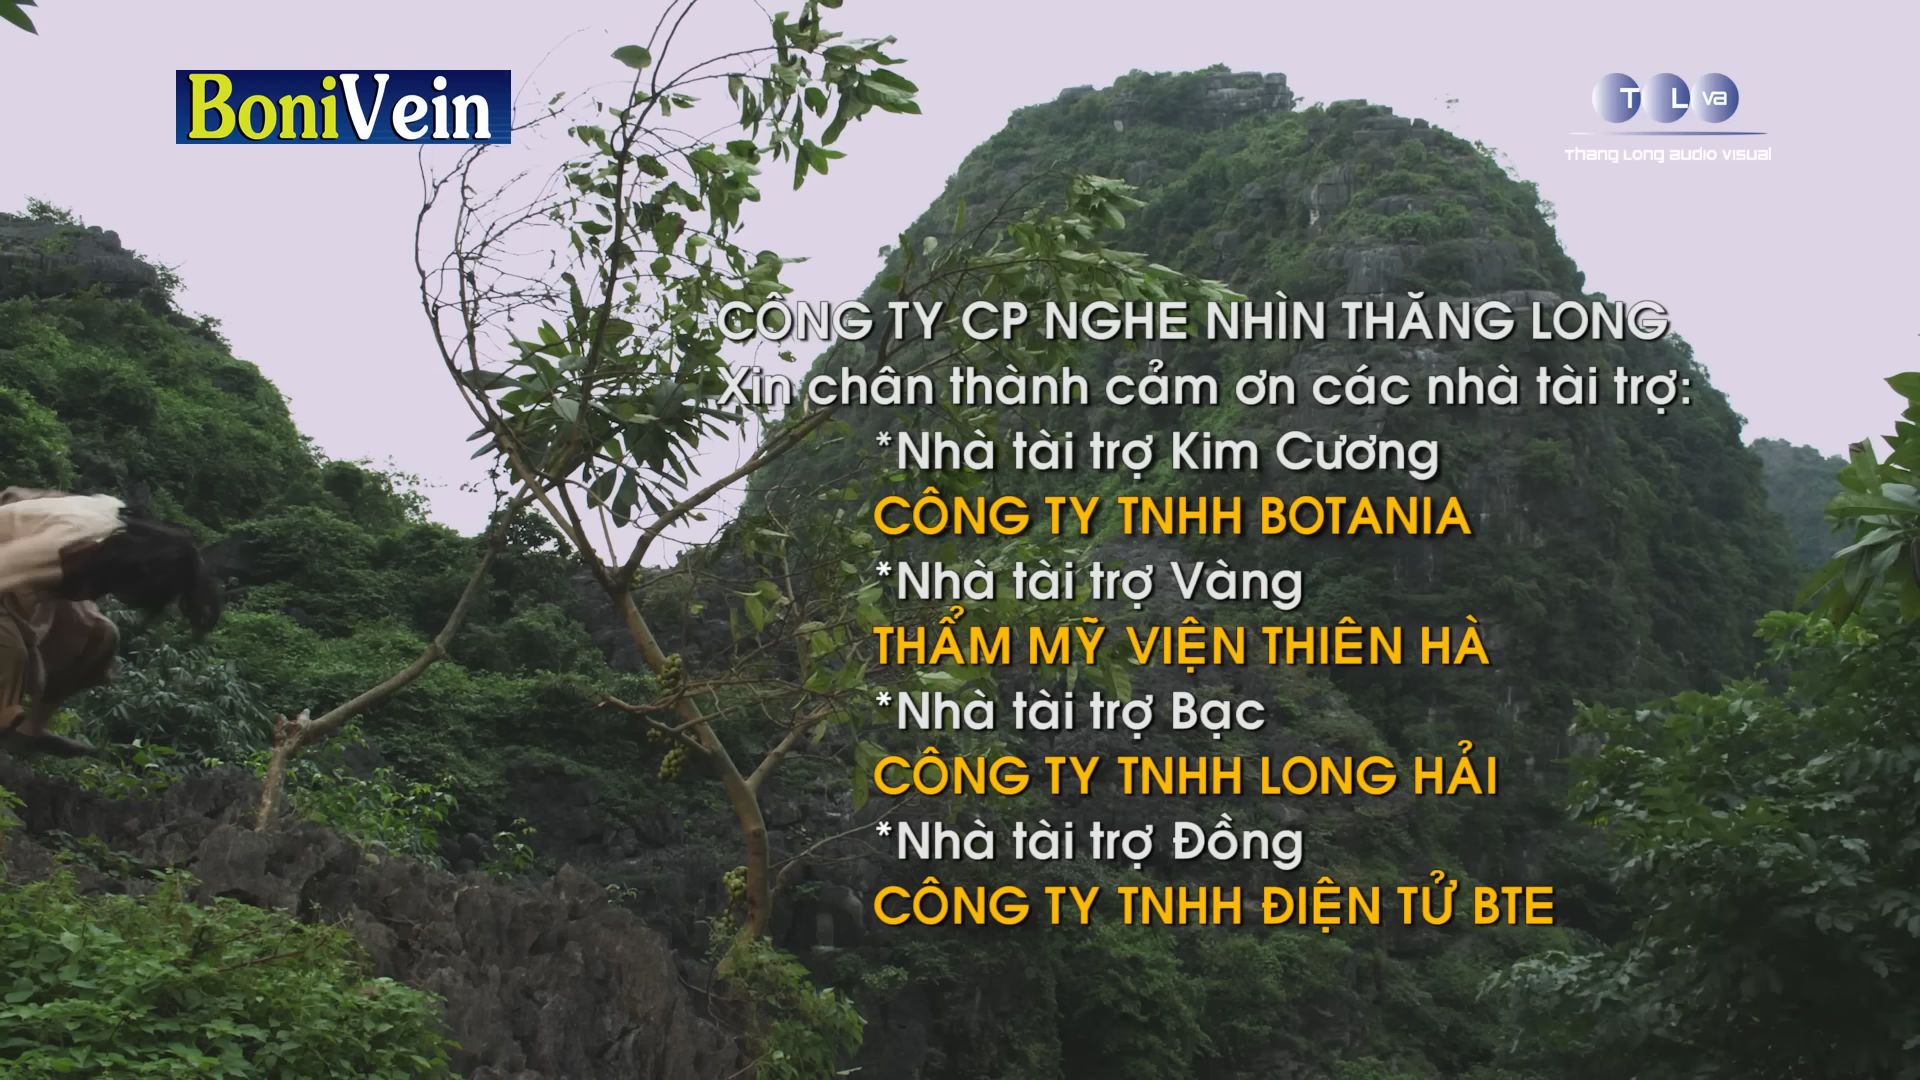 BoniVein
T L va
THANG LONG AUDIO VISUAL
CÔNG TY CP NGHE NHÌN THĂNG LONG
Xin chân thành cảm ơn các nhà tài trợ:
*Nhà tài trợ Kim Cương
CÔNG TY TNHH BOTANIA
*Nhà tài trợ Vàng
THẨM MỸ VIỆN THIÊN HÀ
*Nhà tài trợ Bạc
CÔNG TY TNHH LONG HẢI
*Nhà tài trợ Đồng
CÔNG TY TNHH ĐIỆN TỬ BTE